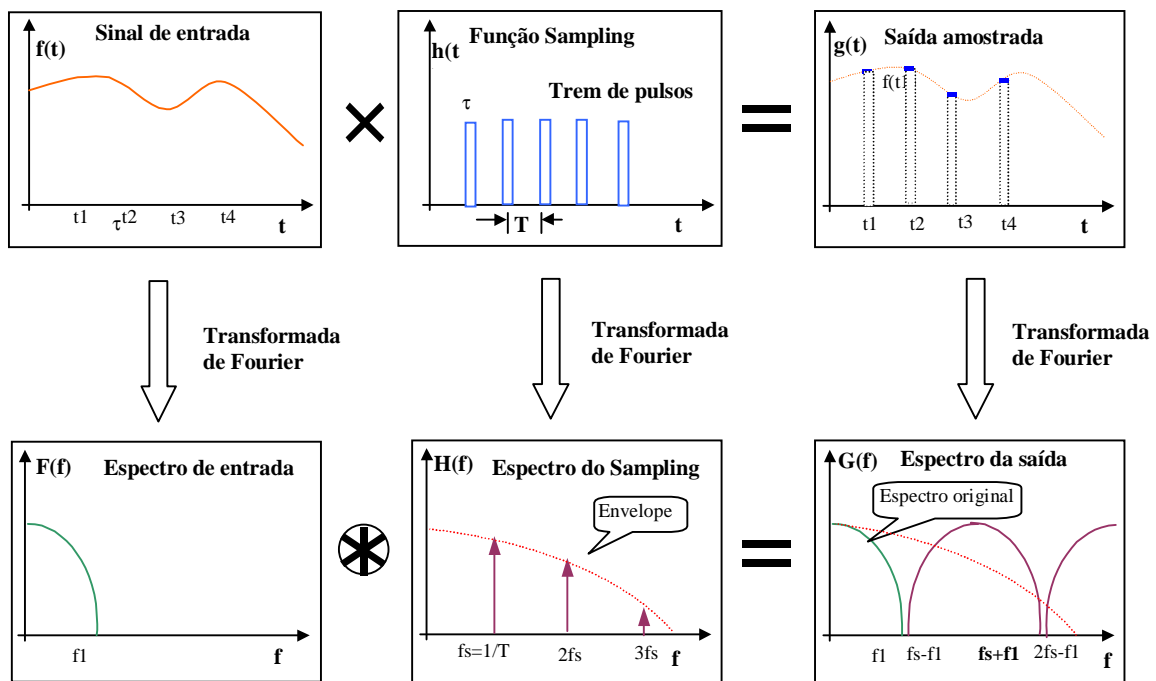 Sinal de entrada
f(t)
t1
τ
t2
t3
t4
t
Função Sampling
h(t
Trem de pulsos
τ
T
t
Saída amostrada
g(t)
f(t
t1
t2
t3
t4
t
Transformada
de Fourier
Transformada
de Fourier
Transformada
de Fourier
F(f)
Espectro de entrada
f1
f
H(f)
Espectro do Sampling
Envelope
fs=1/T
2fs
3fs
f
G(f)
Espectro da saída
Espectro original
f1
fs-f1
fs+f1
2fs-f1
f